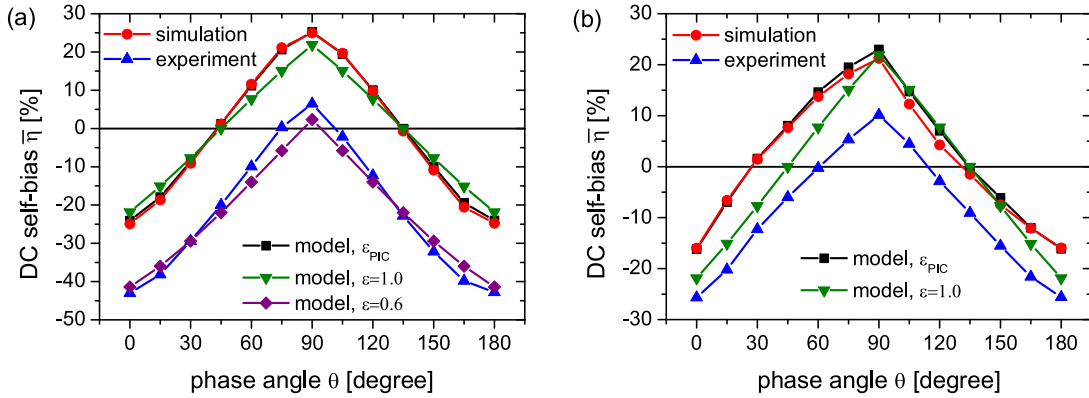 (a)
simulation
experiment
model, εPIC
model, ε=1.0
model, ε=0.6
DC self-bias η̅ [%]
30
20
10
0
-10
-20
-30
-40
-50
0 30 60 90 120 150 180
phase angle θ [degree]
(b)
simulation
experiment
model, εPIC
model, ε=1.0
DC self-bias η̅ [%]
30
20
10
0
-10
-20
-30
0 30 60 90 120 150 180
phase angle θ [degree]